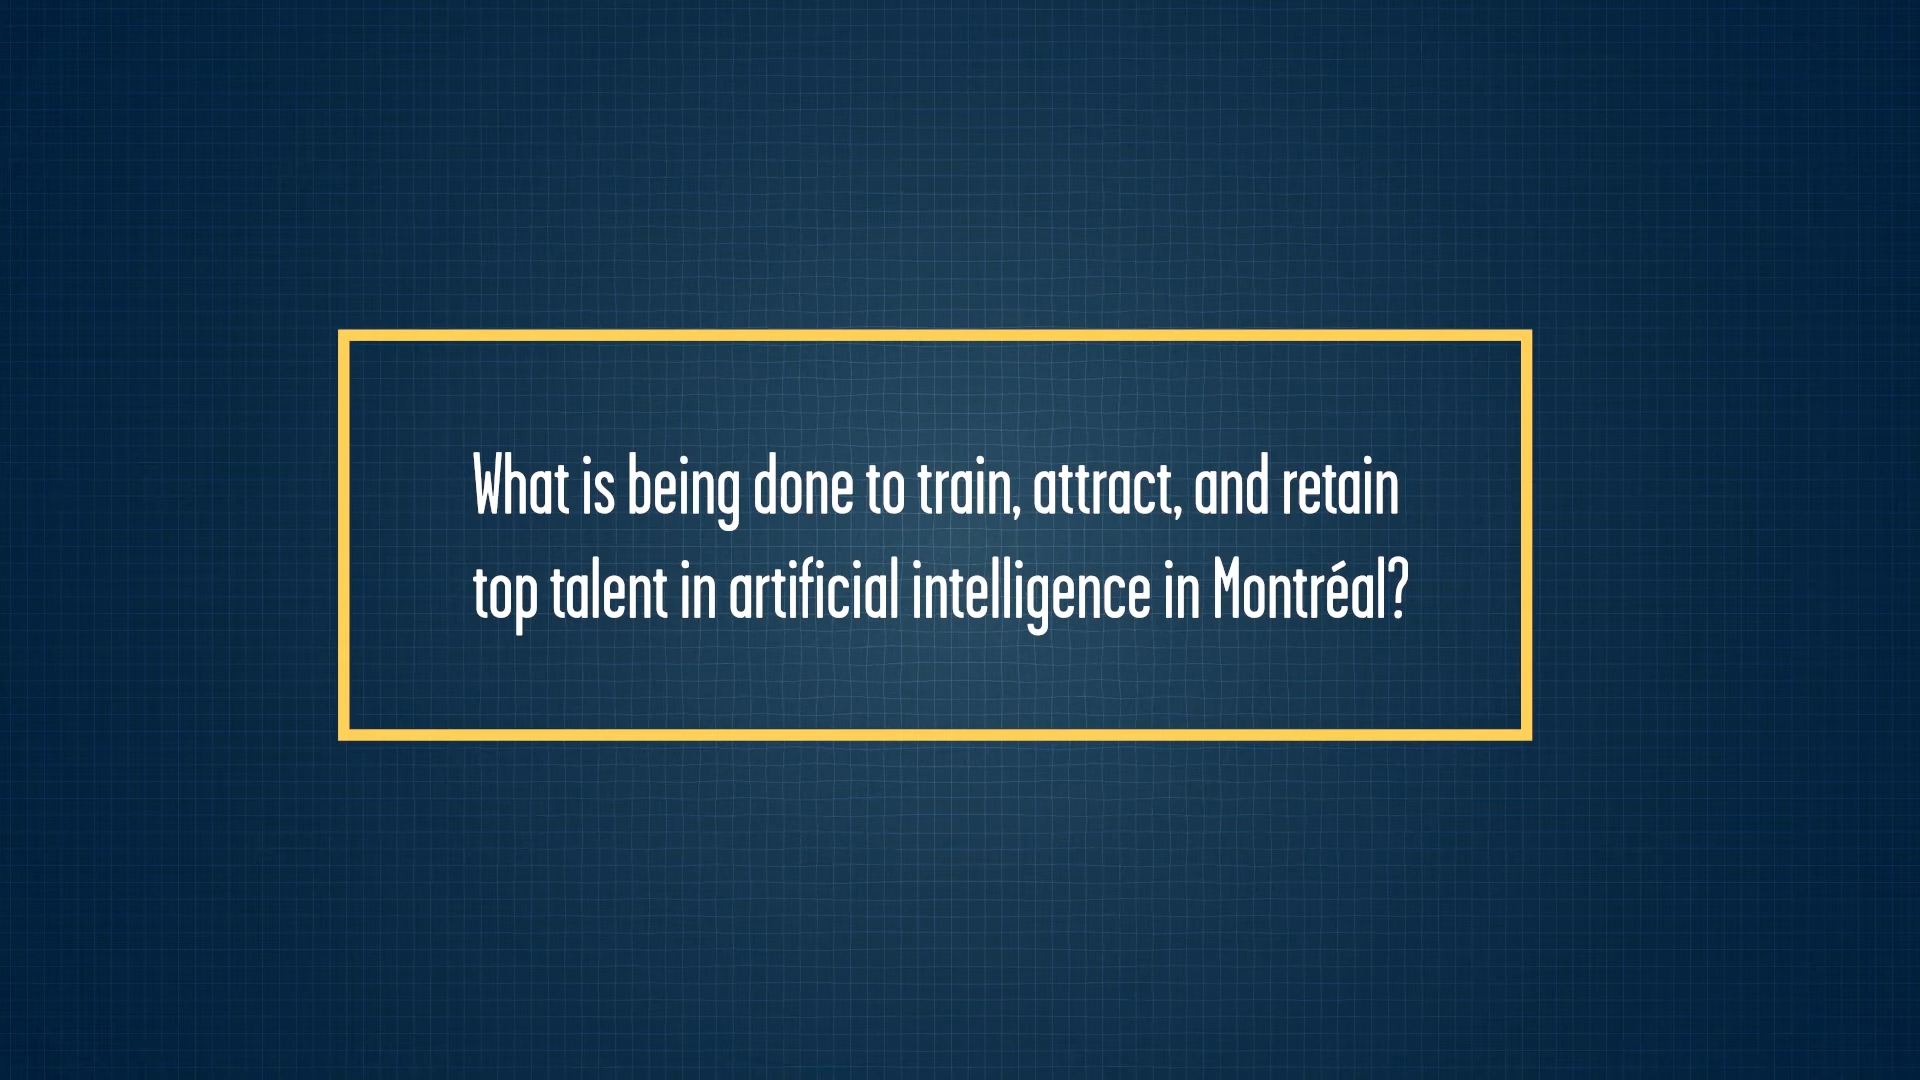 What is being done to train, attract, and retain
top talent in artificial intelligence in Montréal?